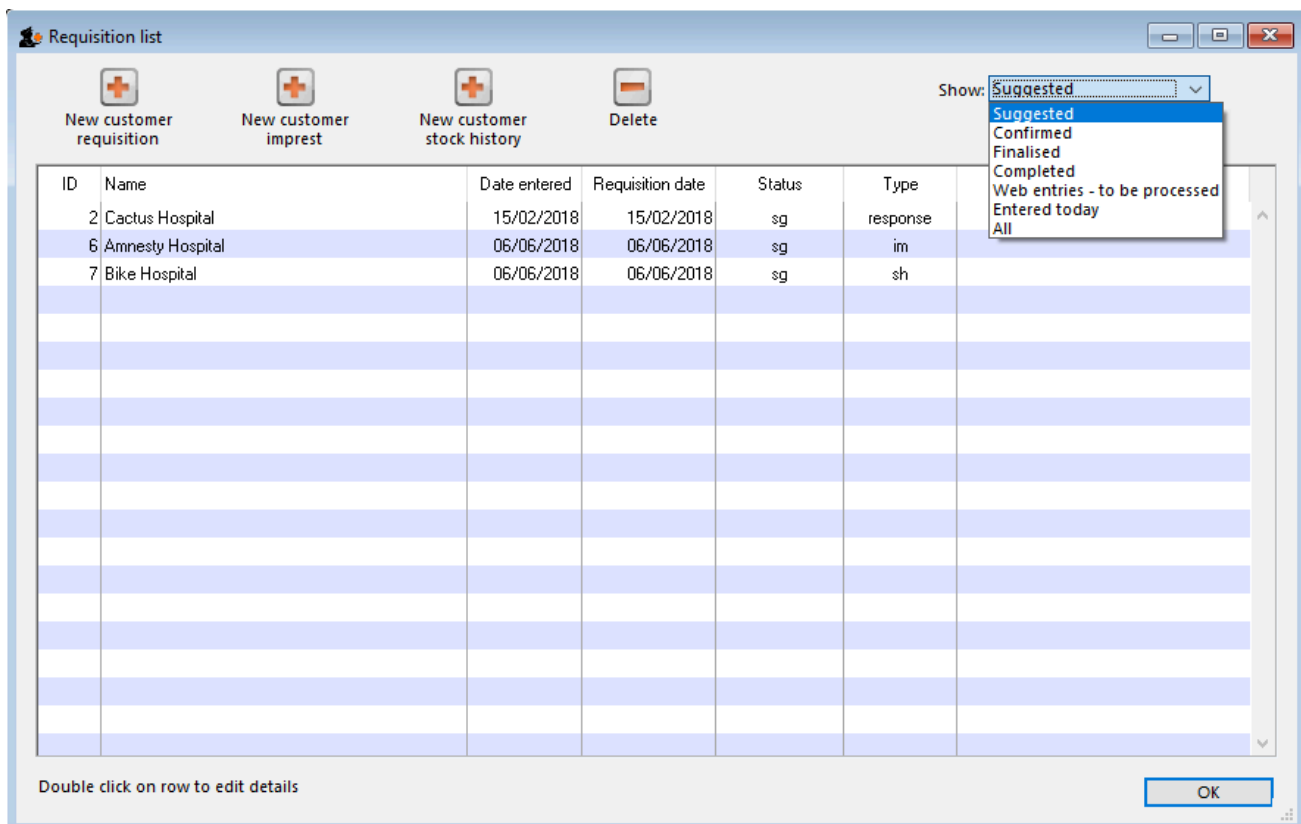 Requisition list
New customer
requisition
New customer
imprest
New customer
stock history
Delete
Show: Suggested
Suggested
Confirmed
Finalised
Completed
Web entries - to be processed
Entered today
All
ID Name Date entered Requisition date Status Type
2 Cactus Hospital 15/02/2018 15/02/2018 sg response
6 Amnesty Hospital 06/06/2018 06/06/2018 sg im
7 Bike Hospital 06/06/2018 06/06/2018 sg sh
Double click on row to edit details
OK